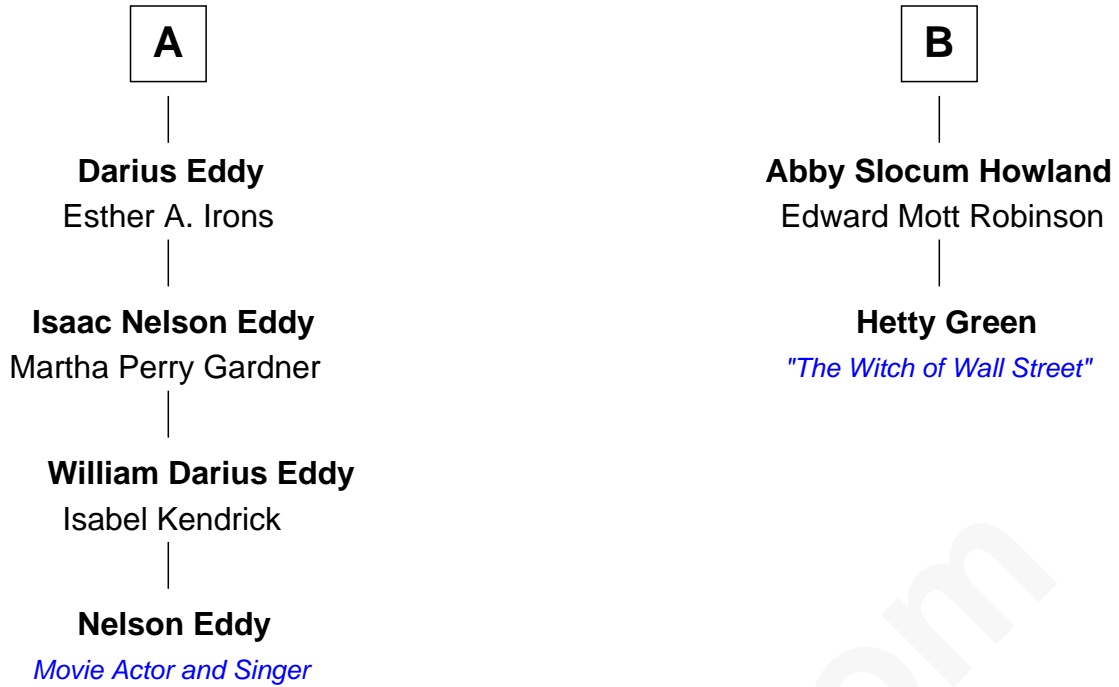 A
Darius Eddy
Esther A. Irons
Isaac Nelson Eddy
Martha Perry Gardner
William Darius Eddy
Isabel Kendrick
Nelson Eddy
Movie Actor and Singer
B
Abby Slocum Howland
Edward Mott Robinson
Hetty Green
"The Witch of Wall Street"
om